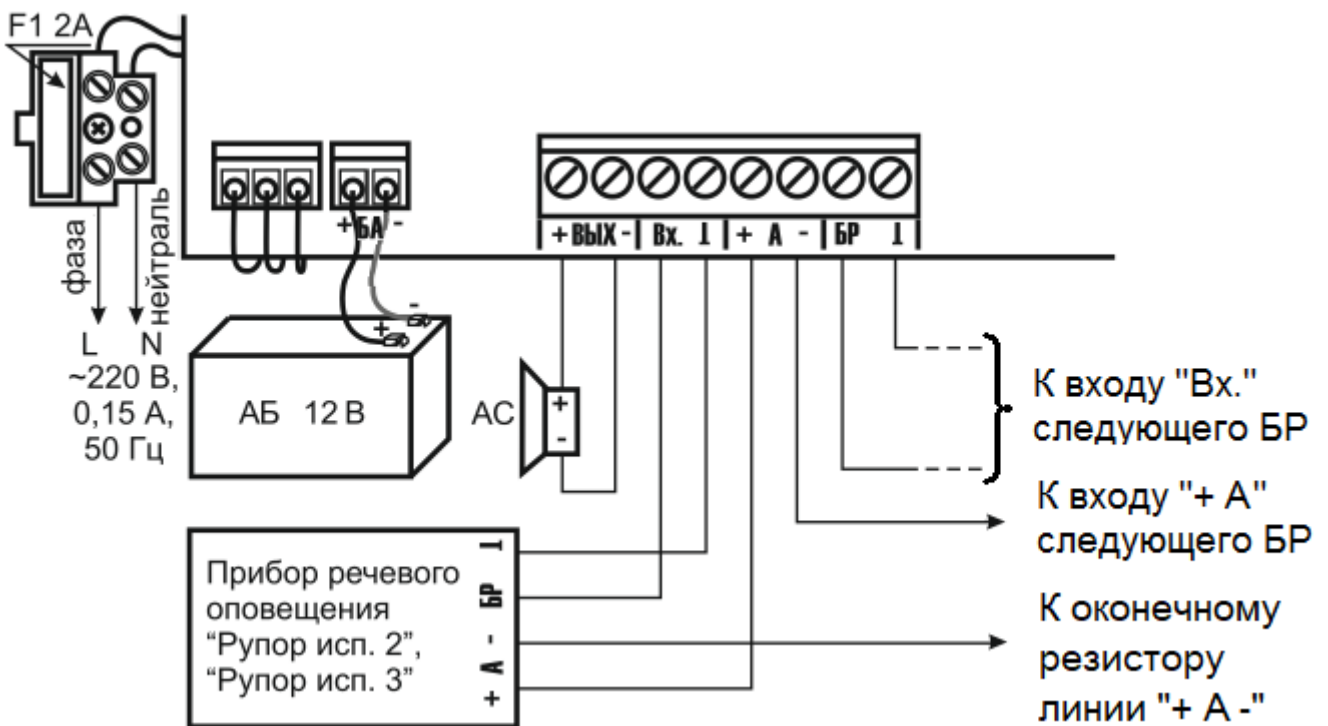 F1 2А
фаза
нейтраль
L N
~220 В,
0,15 А,
50 Гц
+ БА -
+ ВЫХ - Вх. ⊥ + А - БР ⊥
+ -
АБ 12 В
АС
+
-
К входу "Вх."
следующего БР
К входу "+ А"
следующего БР
Прибор речевого
оповещения
“Рупор исп. 2”,
“Рупор исп. 3”
+ А - БР ⊥
К оконечному
резистору
линии "+ А -"